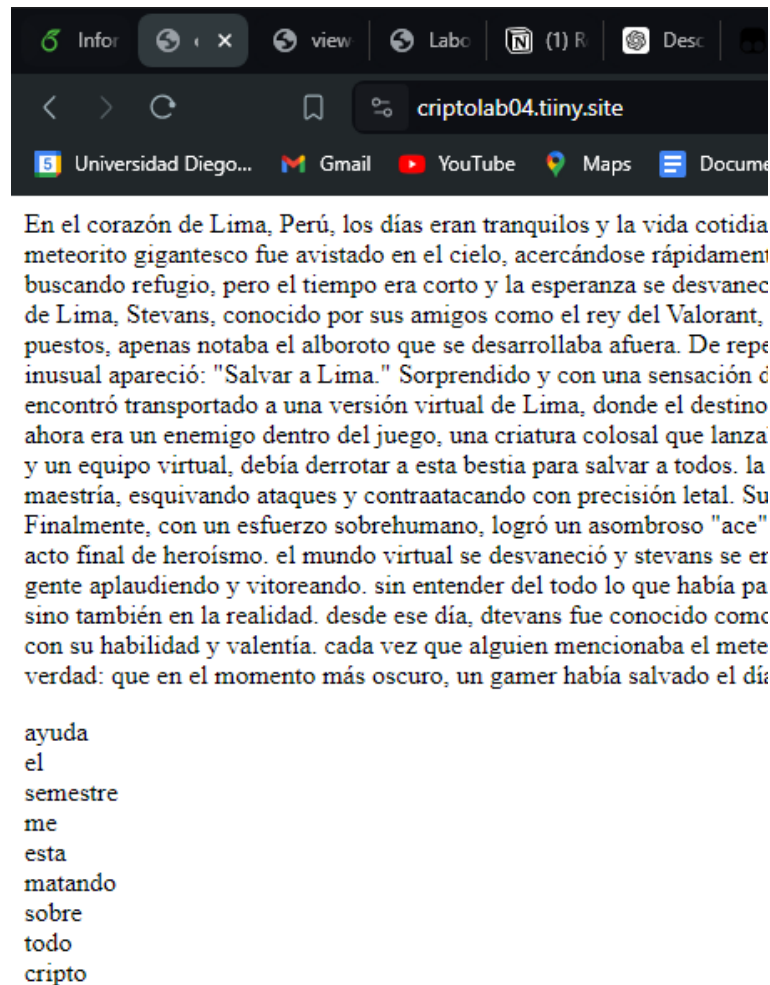 Infor
view
Labo
(1) R
Desc
criptolab04.tiiny.site
5 Universidad Diego... Gmail YouTube Maps Docume
En el corazón de Lima, Perú, los días eran tranquilos y la vida cotidia
meteorito gigantesco fue avistado en el cielo, acercándose rápidament
buscando refugio, pero el tiempo era corto y la esperanza se desvanec
de Lima, Stevans, conocido por sus amigos como el rey del Valorant,
puestos, apenas notaba el alboroto que se desarrollaba afuera. De repe
inusual apareció: "Salvar a Lima." Sorprendido y con una sensación d
encontró transportado a una versión virtual de Lima, donde el destino
ahora era un enemigo dentro del juego, una criatura colosal que lanza
y un equipo virtual, debía derrotar a esta bestia para salvar a todos. la
maestría, esquivando ataques y contraatacando con precisión letal. Su
Finalmente, con un esfuerzo sobrehumano, logró un asombroso "ace"
acto final de heroísmo. el mundo virtual se desvaneció y stevans se en
gente aplaudiendo y vitoreando. sin entender del todo lo que había pa
sino también en la realidad. desde ese día, dtevans fue conocido como
con su habilidad y valentía. cada vez que alguien mencionaba el mete
verdad: que en el momento más oscuro, un gamer había salvado el día
ayuda
el
semestre
me
esta
matando
sobre
todo
cripto